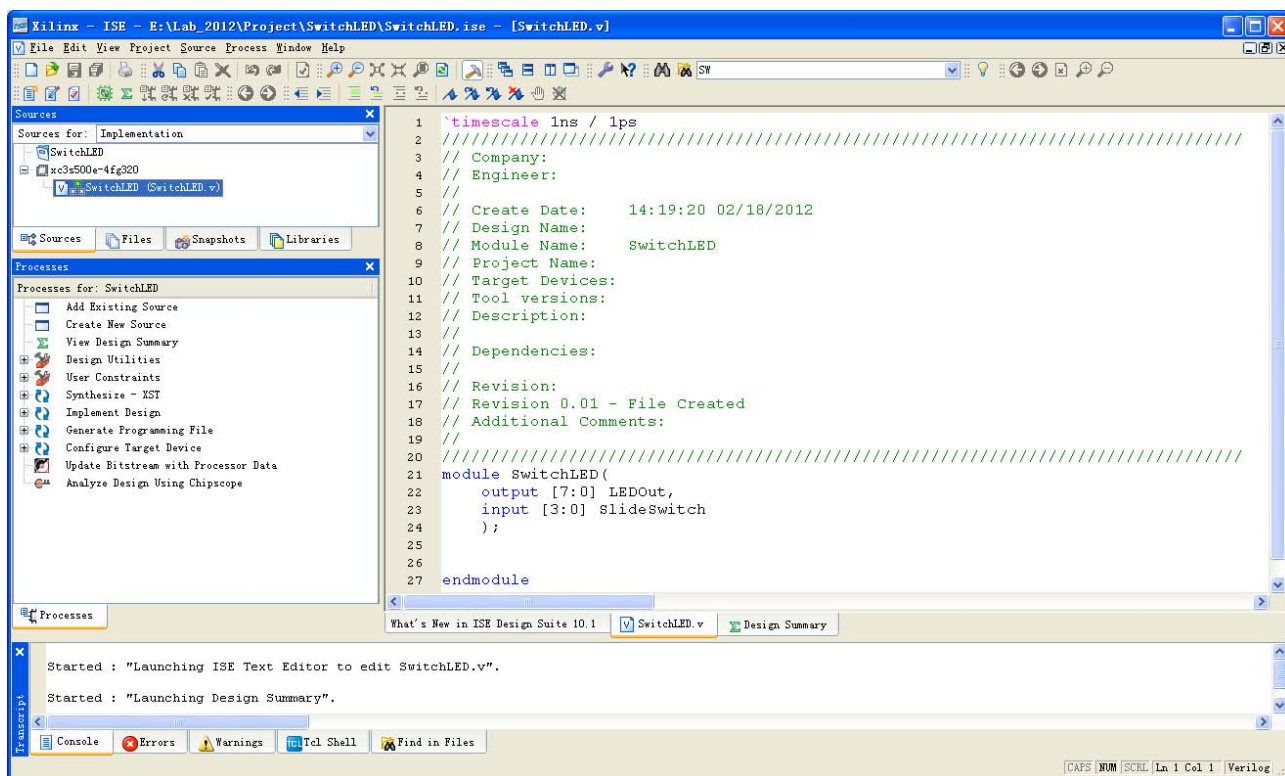 Xilinx - ISE - E:\Lab_2012\Project\SwitchLED\SwitchLED.ise - [SwitchLED.v]
File Edit View Project Source Process Window Help
SW
Sources
Sources for: Implementation
SwitchLED
xc3s500e-4fg320
SwitchLED (SwitchLED.v)
Sources Files Snapshots Libraries
Processes
Processes for: SwitchLED
Add Existing Source
Create New Source
View Design Summary
Design Utilities
User Constraints
Synthesize - XST
Implement Design
Generate Programming File
Configure Target Device
Update Bitstream with Processor Data
Analyze Design Using Chipscope
Processes
1 `timescale 1ns / 1ps
2 ////////////////////////////////////////////////////////////////////////////////
3 // Company:
4 // Engineer:
5 //
6 // Create Date:    14:19:20 02/18/2012
7 // Design Name:
8 // Module Name:    SwitchLED
9 // Project Name:
10 // Target Devices:
11 // Tool versions:
12 // Description:
13 //
14 // Dependencies:
15 //
16 // Revision:
17 // Revision 0.01 - File Created
18 // Additional Comments:
19 //
20 ////////////////////////////////////////////////////////////////////////////////
21 module SwitchLED(
22     output [7:0] LEDOut,
23     input [3:0] SlideSwitch
24     );
25
26
27 endmodule
What's New in ISE Design Suite 10.1 SwitchLED.v Design Summary
Started : "Launching ISE Text Editor to edit SwitchLED.v".
Started : "Launching Design Summary".
Transcript
Console Errors Warnings Tcl Shell Find in Files
CAPS NUM SCRL Ln 1 Col 1 Verilog